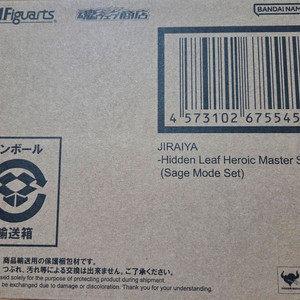 Figuarts
魂ウェブ商店
BANDAI NAM
4 573102 67554
JIRAIYA
-Hidden Leaf Heroic Master S
(Sage Mode Set)
ンボール
送箱
商品輸送用の保護梱包材です。
つぶれ、汚れ等による交換は出来ません。ご了承ください。
sed solely for the purpose of protecting product during shipment.
be exchanged due to damage or discoloration. Thank you for your understanding.